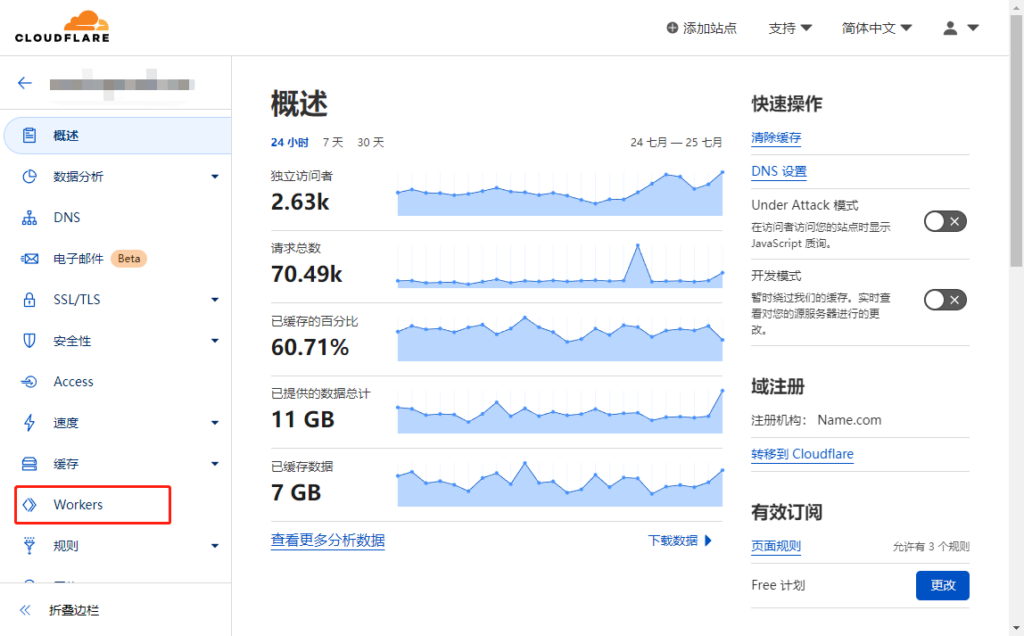 CLOUDFLARE
添加站点
支持
简体中文
概述
数据分析
DNS
电子邮件 Beta
SSL/TLS
安全性
Access
速度
缓存
Workers
规则
折叠边栏
概述
24 小时 7 天 30 天
24 七月 — 25 七月
独立访问者
2.63k
请求总数
70.49k
已缓存的百分比
60.71%
已提供的数据总计
11 GB
已缓存数据
7 GB
查看更多分析数据
下载数据
快速操作
清除缓存
DNS 设置
Under Attack 模式
在访问者访问您的站点时显示
JavaScript 质询。
开发模式
暂时绕过我们的缓存。实时查
看对您的源服务器进行的更
改。
域注册
注册机构： Name.com
转移到 Cloudflare
有效订阅
页面规则
允许有 3 个规则
Free 计划
更改